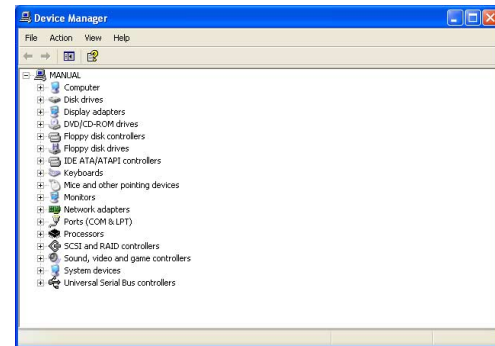 Device Manager
File Action View Help
MANUAL
Computer
Disk drives
Display adapters
DVD/CD-ROM drives
Floppy disk controllers
Floppy disk drives
IDE ATA/ATAPI controllers
Keyboards
Mice and other pointing devices
Monitors
Network adapters
Ports (COM & LPT)
Processors
SCSI and RAID controllers
Sound, video and game controllers
System devices
Universal Serial Bus controllers